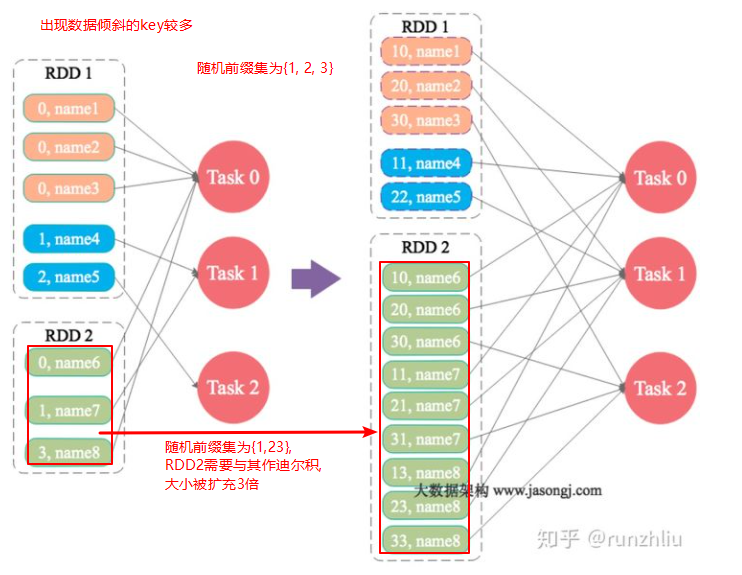 出现数据倾斜的key较多
RDD 1
0, name1
0, name2
0, name3
1, name4
2, name5
RDD 2
0, name6
1, name7
3, name8
Task 0
Task 1
Task 2
随机前缀集为{1, 2, 3}
随机前缀集为{1,23},
RDD2需要与其作迪尔积,
大小被扩充3倍
RDD 1
10, name1
20, name2
30, name3
11, name4
22, name5
RDD 2
10, name6
20, name6
30, name6
11, name7
21, name7
31, name7
13, name8
23, name8
33, name8
Task 0
Task 1
Task 2
大数据架构 www.jasongj.com
知乎 @runzhliu